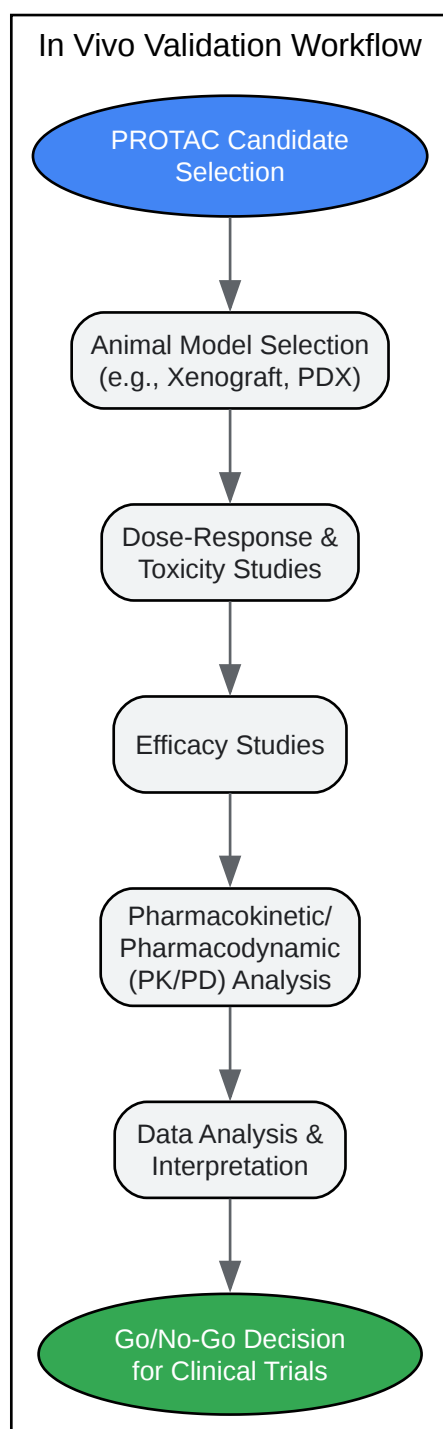 In Vivo Validation Workflow
PROTAC Candidate
Selection
Animal Model Selection
(e.g., Xenograft, PDX)
Dose-Response &
Toxicity Studies
Efficacy Studies
Pharmacokinetic/
Pharmacodynamic
(PK/PD) Analysis
Data Analysis &
Interpretation
Go/No-Go Decision
for Clinical Trials